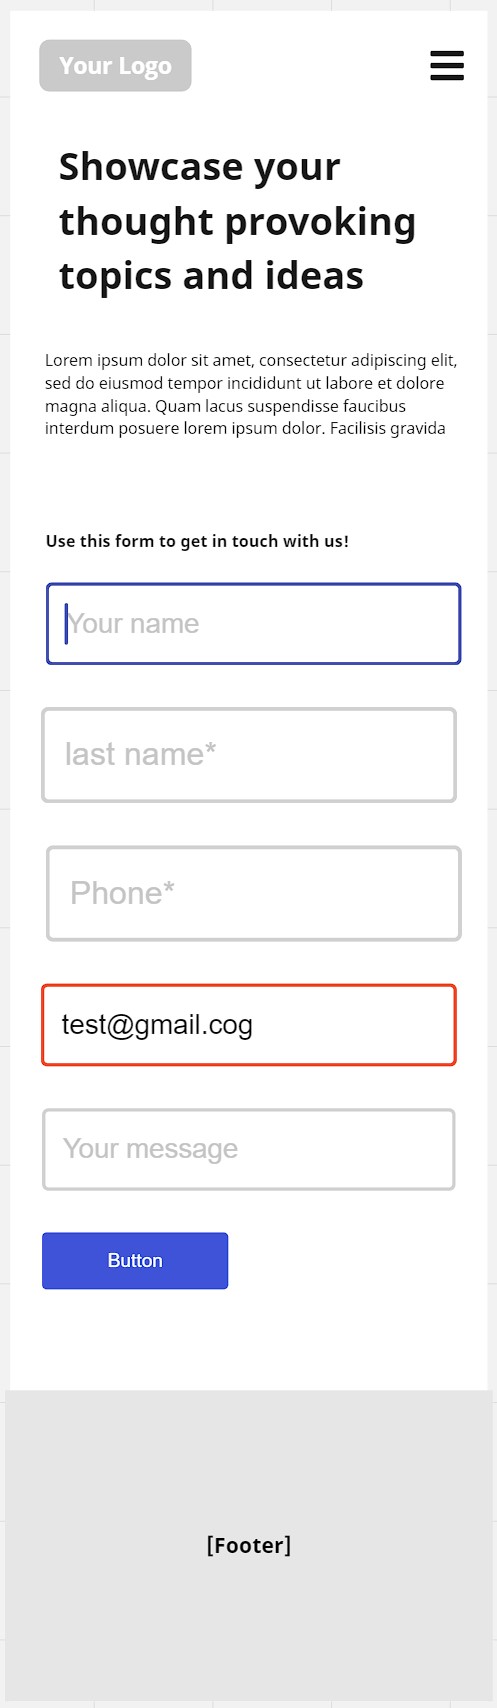 Your Logo
Showcase your
thought provoking
topics and ideas
Lorem ipsum dolor sit amet, consectetur adipiscing elit,
sed do eiusmod tempor incididunt ut labore et dolore
magna aliqua. Quam lacus suspendisse faucibus
interdum posuere lorem ipsum dolor. Facilisis gravida
Use this form to get in touch with us!
Your name
last name*
Phone*
test@gmail.cog
Your message
Button
[Footer]